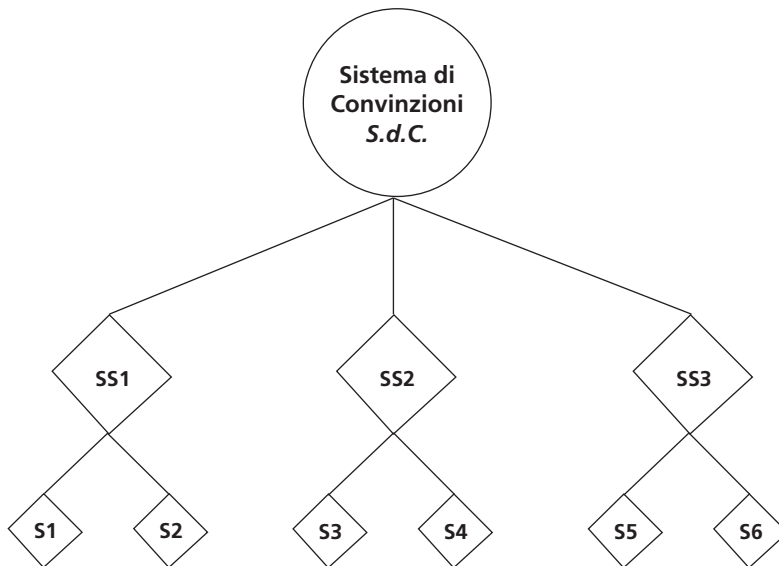 Sistema di
Convinzioni
S.d.C.
SS1
SS2
SS3
S1
S2
S3
S4
S5
S6